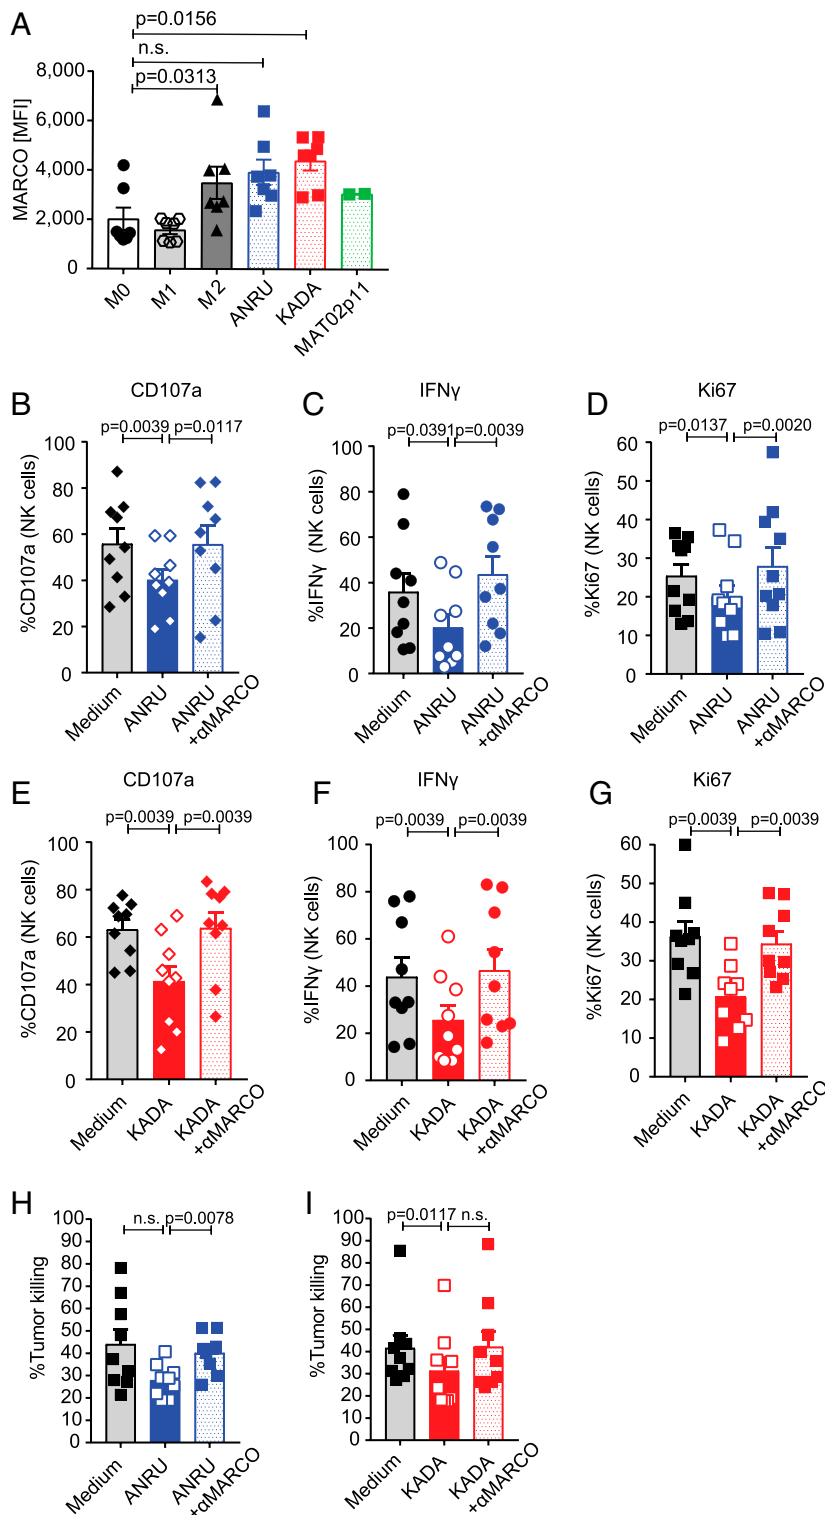 A
p=0.0156
n.s.
p=0.0313
MARCO [MFI]
8,000
6,000
4,000
2,000
0
M0
M1
M2
ANRU
KADA
MAT02p11
B
CD107a
p=0.0039
p=0.0117
%CD107a (NK cells)
100
80
60
40
20
0
Medium
ANRU
ANRU
+αMARCO
C
IFNγ
p=0.0391
p=0.0039
%IFNγ (NK cells)
100
80
60
40
20
0
Medium
ANRU
ANRU
+αMARCO
D
Ki67
p=0.0137
p=0.0020
%Ki67 (NK cells)
60
50
40
30
20
10
0
Medium
ANRU
ANRU
+αMARCO
E
CD107a
p=0.0039
p=0.0039
%CD107a (NK cells)
100
80
60
40
20
0
Medium
KADA
KADA
+αMARCO
F
IFNγ
p=0.0039
p=0.0039
%IFNγ (NK cells)
100
80
60
40
20
0
Medium
KADA
KADA
+αMARCO
G
Ki67
p=0.0039
p=0.0039
%Ki67 (NK cells)
60
50
40
30
20
10
0
Medium
KADA
KADA
+αMARCO
H
n.s.
p=0.0078
%Tumor killing
100
90
80
70
60
50
40
30
20
10
0
Medium
ANRU
ANRU
+αMARCO
I
p=0.0117
n.s.
%Tumor killing
100
90
80
70
60
50
40
30
20
10
0
Medium
KADA
KADA
+αMARCO